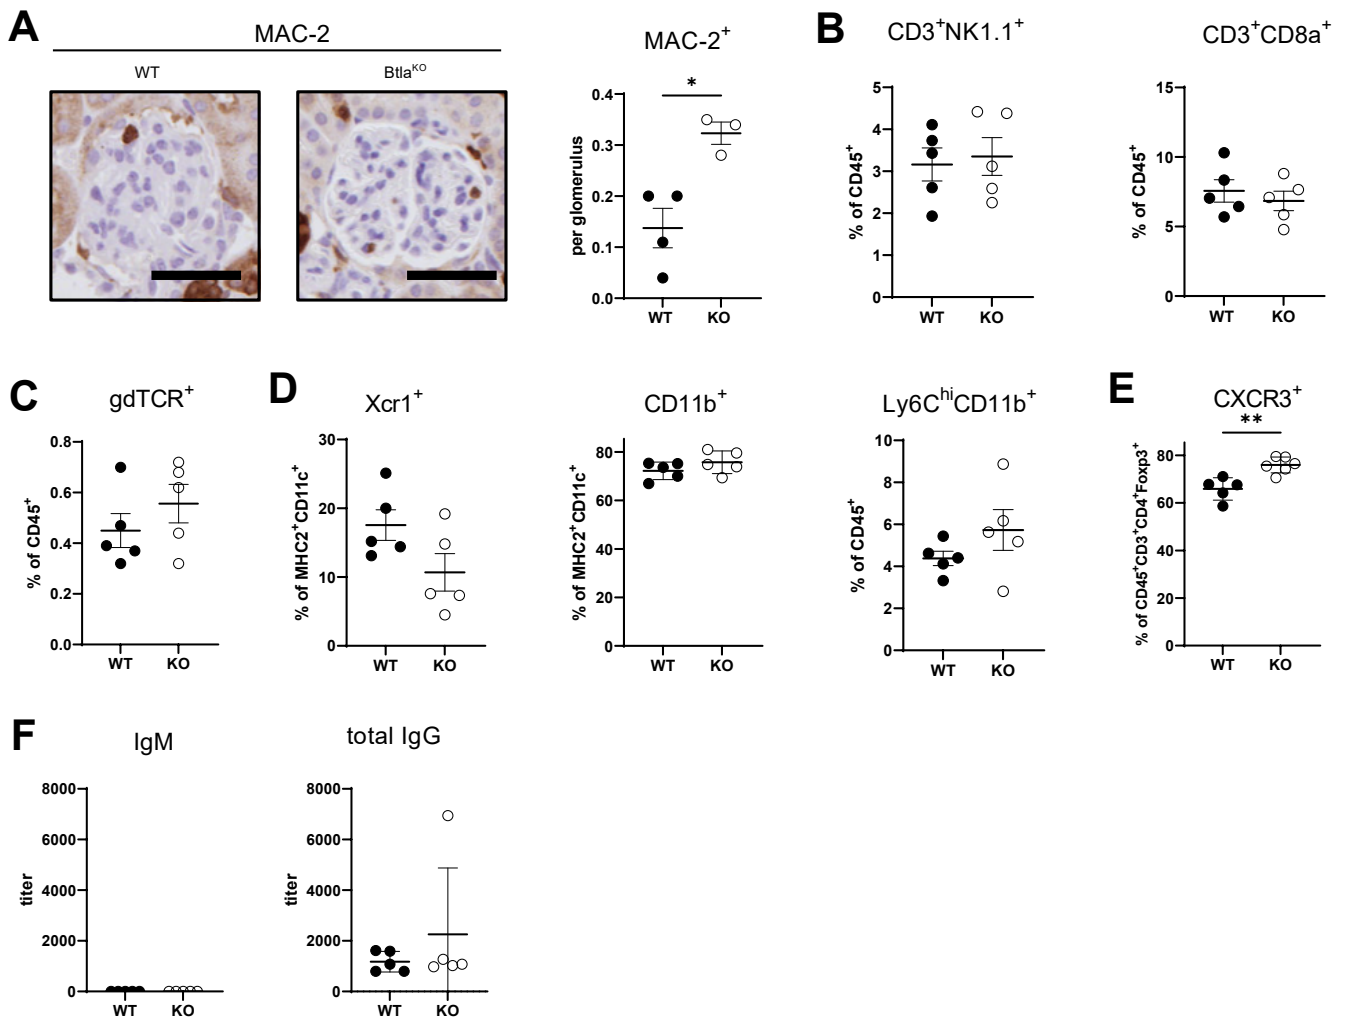 A
MAC-2
WT
Btla^KO
MAC-2+
*
per glomerulus
0.4
0.3
0.2
0.1
0.0
WT
KO
B
CD3+NK1.1+
% of CD45+
5
4
3
2
1
0
WT
KO
CD3+CD8a+
% of CD45+
15
10
5
0
WT
KO
C
gdTCR+
% of CD45+
0.8
0.6
0.4
0.2
0.0
WT
KO
D
Xcr1+
% of MHC2+CD11c+
30
20
10
0
WT
KO
CD11b+
% of MHC2+CD11c+
80
60
40
20
0
WT
KO
Ly6ChiCD11b+
% of CD45+
10
8
6
4
2
0
WT
KO
E
CXCR3+
**
% of CD45+CD3+CD4+Foxp3+
80
60
40
20
0
WT
KO
F
IgM
titer
8000
6000
4000
2000
0
WT
KO
total IgG
titer
8000
6000
4000
2000
0
WT
KO